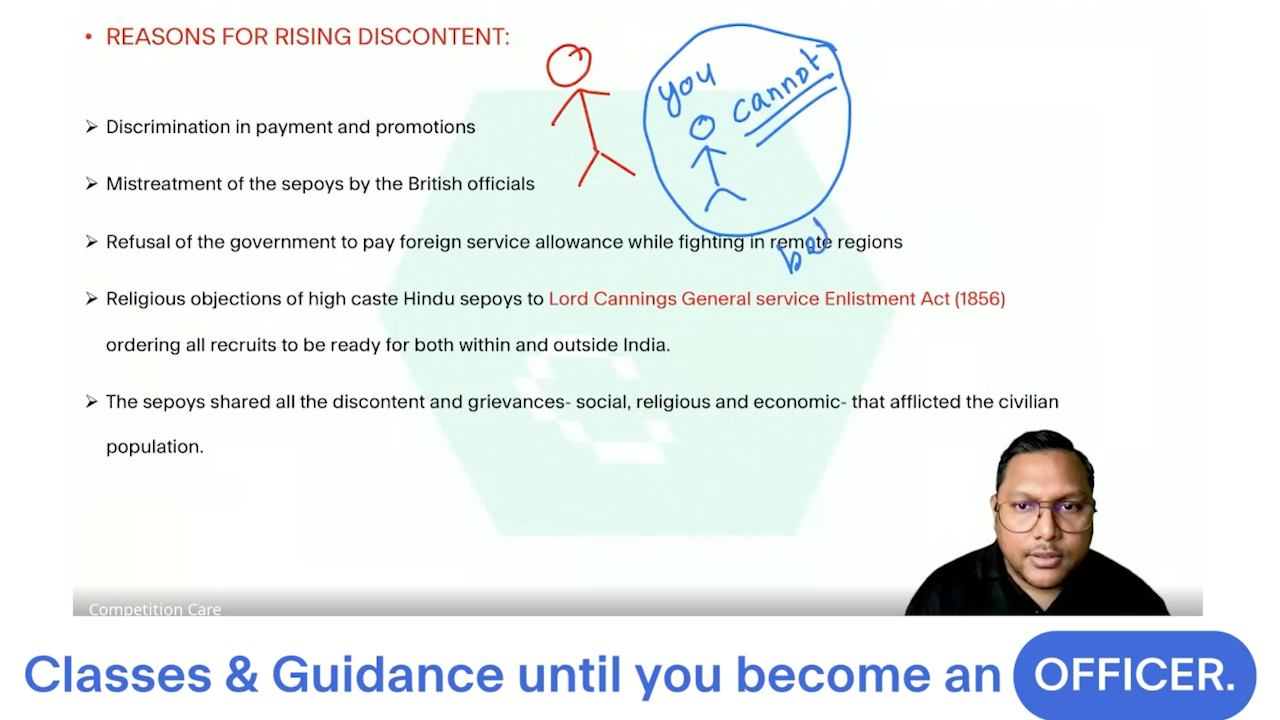 • REASONS FOR RISING DISCONTENT:
you
cannot
➢ Discrimination in payment and promotions
➢ Mistreatment of the sepoys by the British officials
➢ Refusal of the government to pay foreign service allowance while fighting in remote regions
➢ Religious objections of high caste Hindu sepoys to Lord Cannings General service Enlistment Act (1856)
ordering all recruits to be ready for both within and outside India.
➢ The sepoys shared all the discontent and grievances- social, religious and economic- that afflicted the civilian
population.
Competition Care
Classes & Guidance until you become an OFFICER.